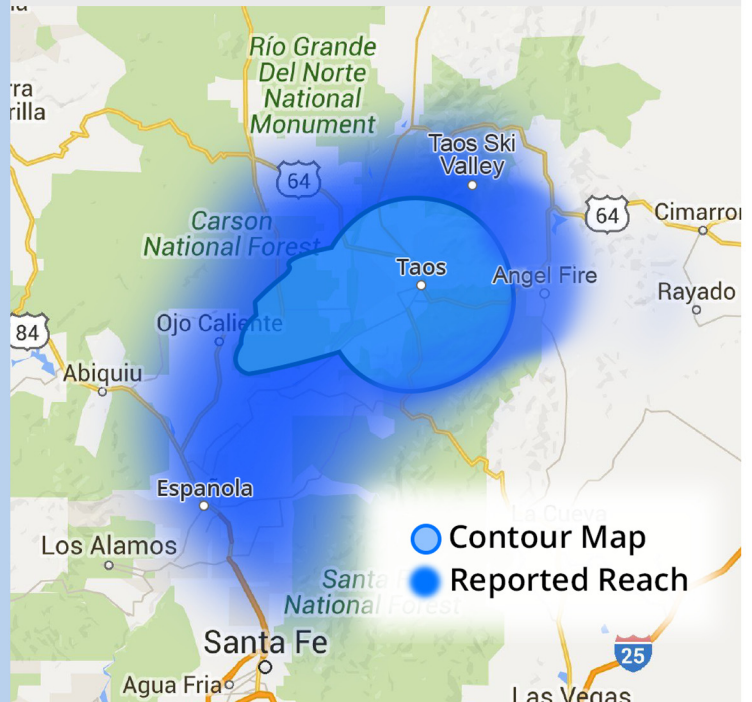 Río Grande
Del Norte
National
Monument
rra
rilla
Taos Ski
Valley
64
64
Cimarron
Carson
National Forest
Taos
Angel Fire
Rayado
84
Ojo Caliente
Abiquiu
Española
La Cueva
Contour Map
Los Alamos
Reported Reach
Santa Fe
National Forest
Santa Fe
25
Agua Fria
Las Vegas